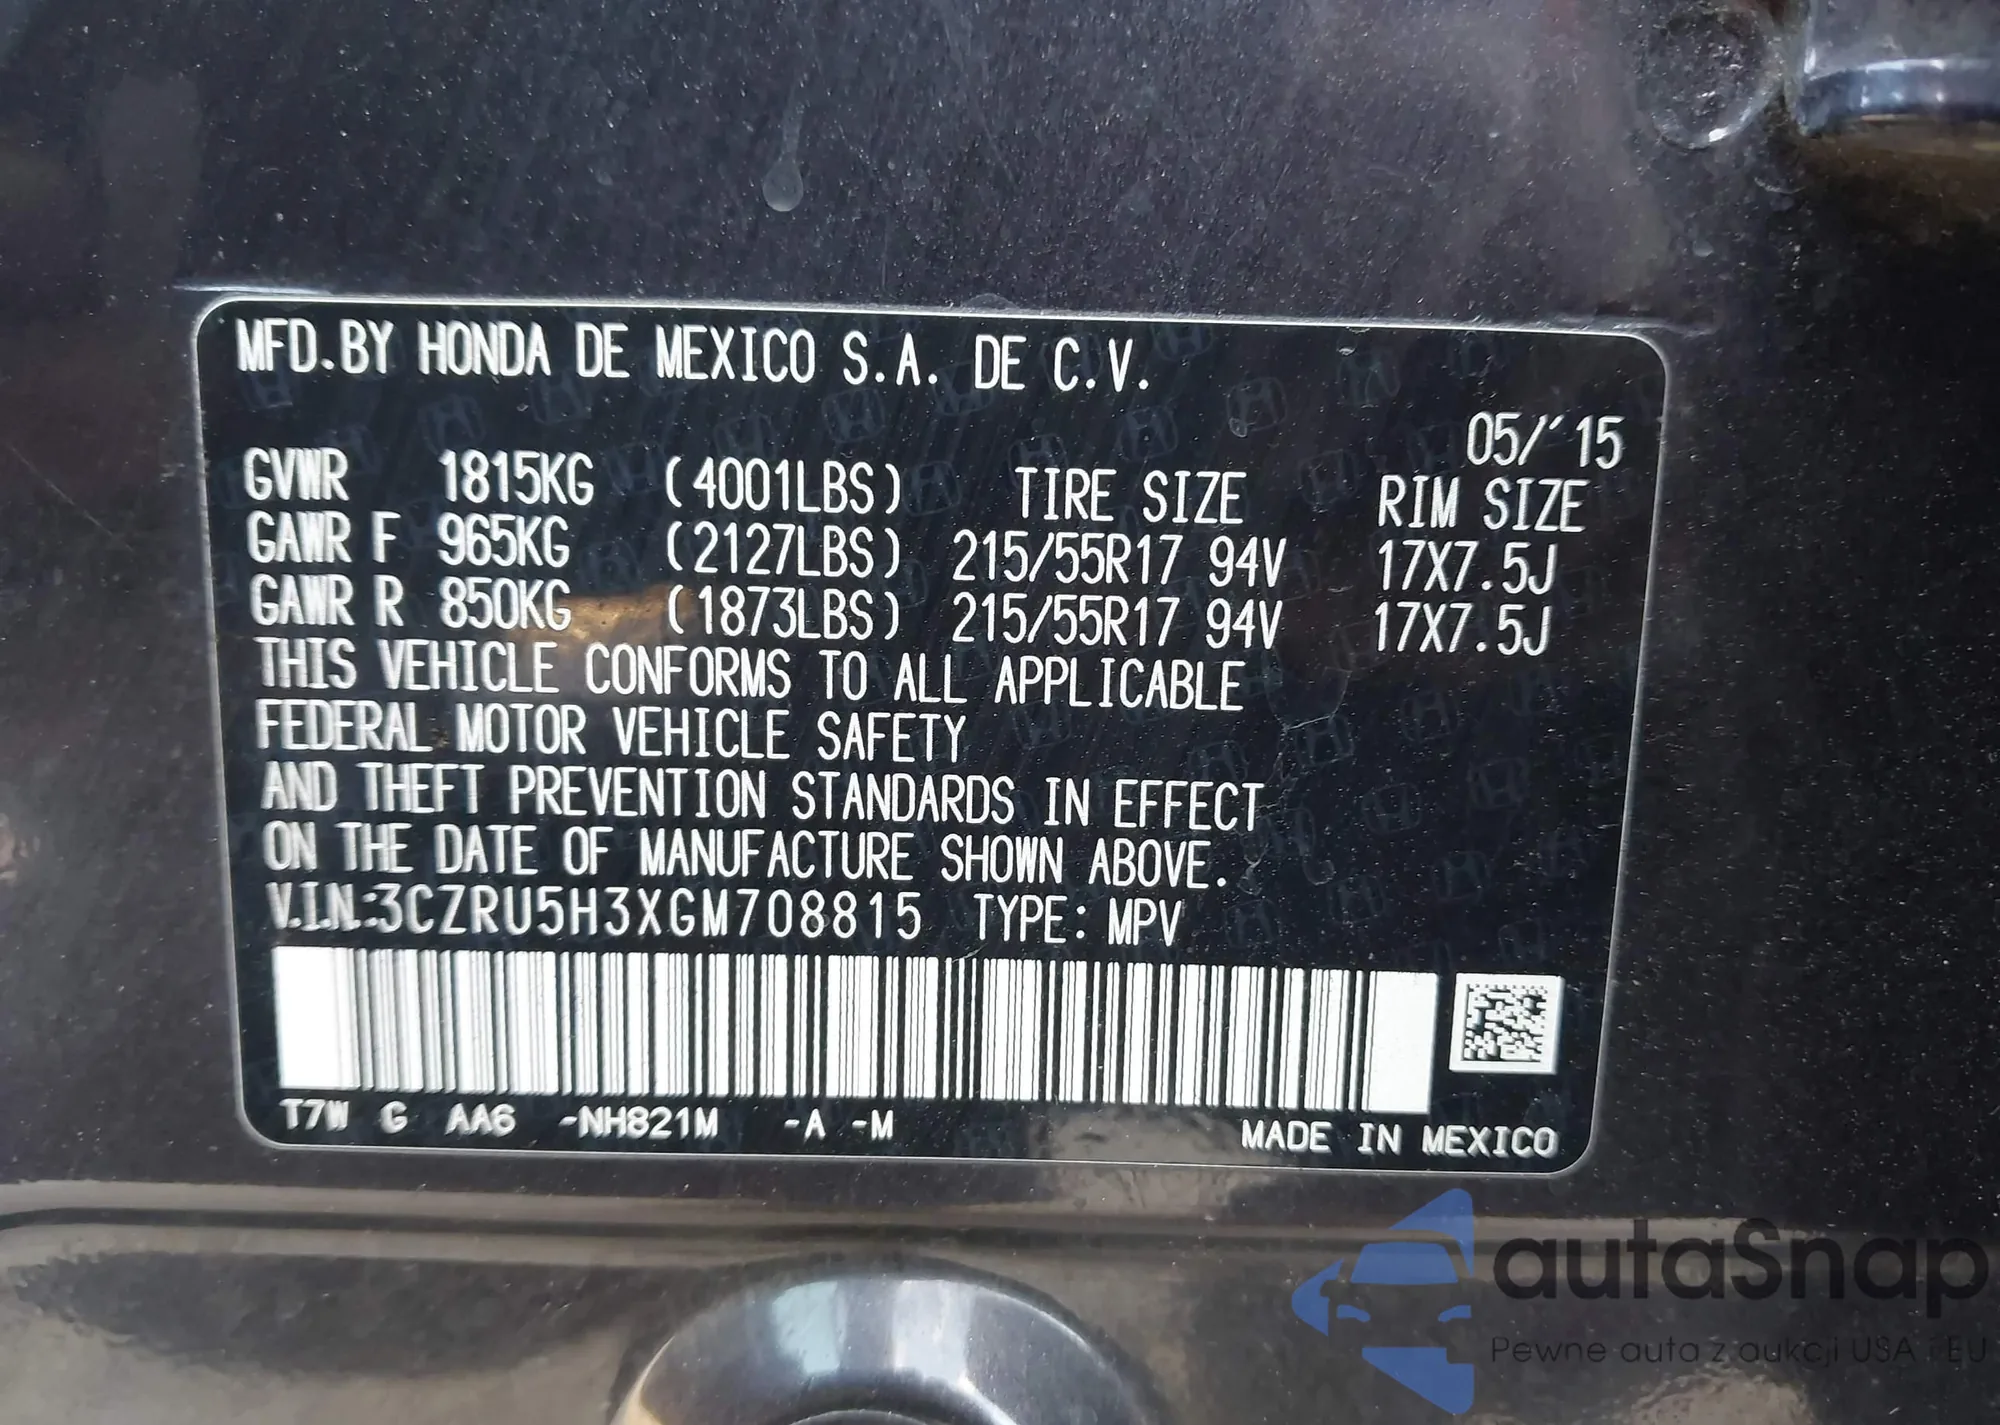 MFD.BY HONDA DE MEXICO S.A. DE C.V.
05/'15
GVWR 1815KG (4001LBS) TIRE SIZE RIM SIZE
GAWR F 965KG (2127LBS) 215/55R17 94V 17X7.5J
GAWR R 850KG (1873LBS) 215/55R17 94V 17X7.5J
THIS VEHICLE CONFORMS TO ALL APPLICABLE
FEDERAL MOTOR VEHICLE SAFETY
AND THEFT PREVENTION STANDARDS IN EFFECT
ON THE DATE OF MANUFACTURE SHOWN ABOVE.
V.I.N.:3CZRU5H3XGM708815 TYPE: MPV
T7W G AA6 -NH821M -A -M MADE IN MEXICO
autaSnap
Pewne auta z aukcji USA i EU